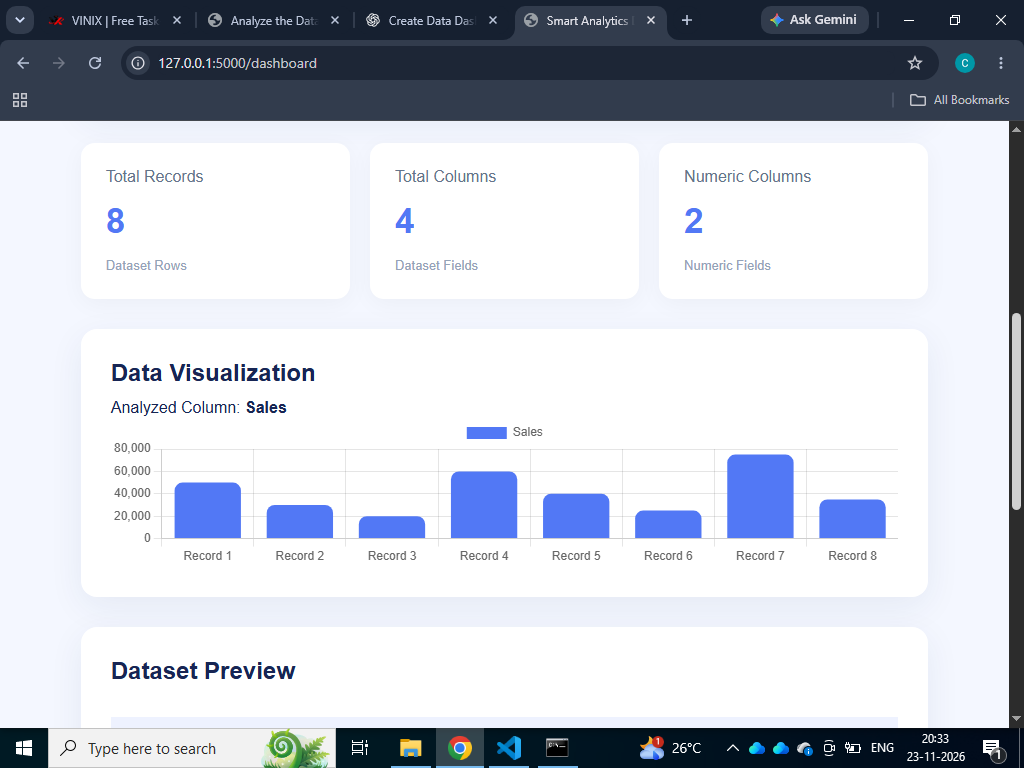 VINIX | Free Task
Analyze the Data
Create Data Das
Smart Analytics
Ask Gemini
127.0.0.1:5000/dashboard
C
All Bookmarks
Total Records
8
Dataset Rows
Total Columns
4
Dataset Fields
Numeric Columns
2
Numeric Fields
Data Visualization
Analyzed Column: Sales
Sales
80,000
60,000
40,000
20,000
0
Record 1 Record 2 Record 3 Record 4 Record 5 Record 6 Record 7 Record 8
Dataset Preview
Type here to search
1
26°C
ENG
20:33
23-11-2026
1